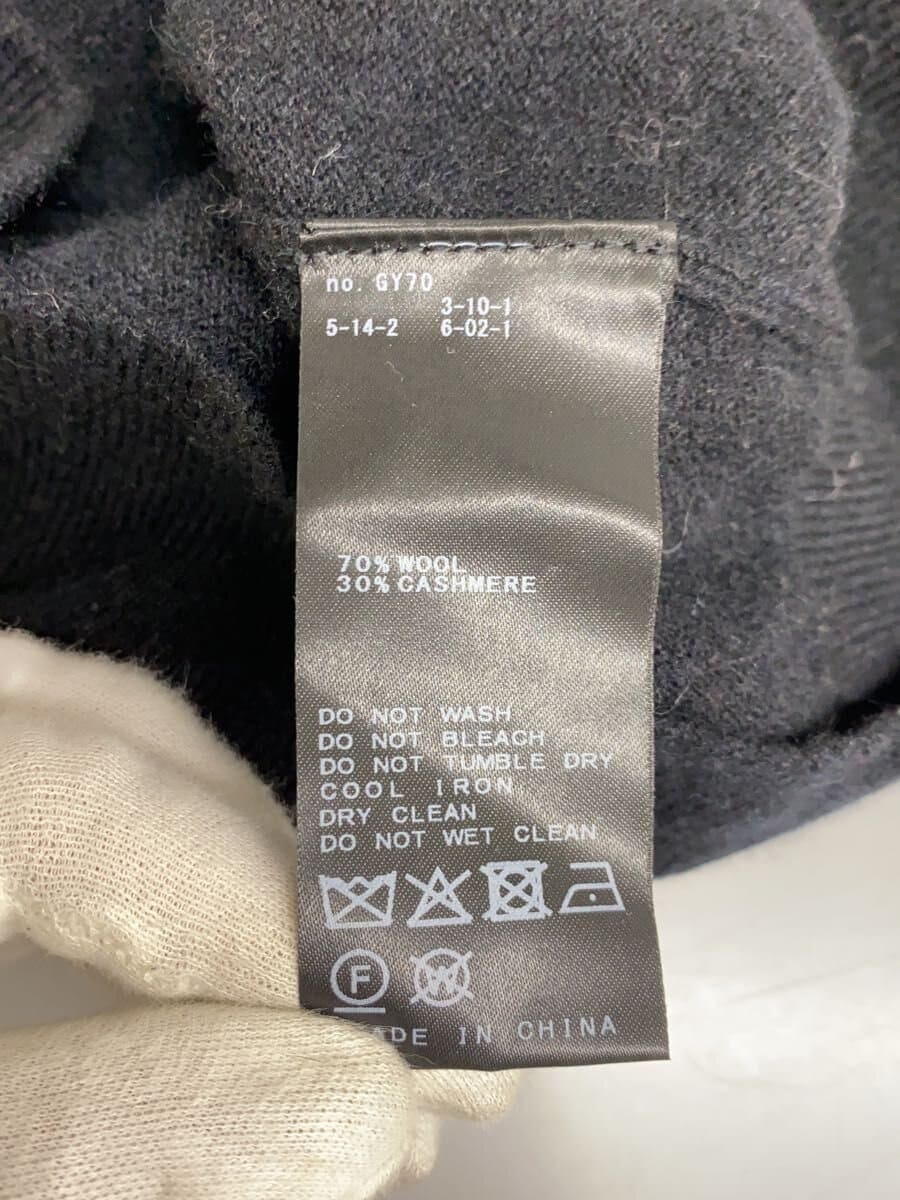 no. GY70
3-10-1
5-14-2 6-02-1
70% WOOL
30% CASHMERE
DO NOT WASH
DO NOT BLEACH
DO NOT TUMBLE DRY
COOL IRON
DRY CLEAN
DO NOT WET CLEAN
F W
MADE IN CHINA